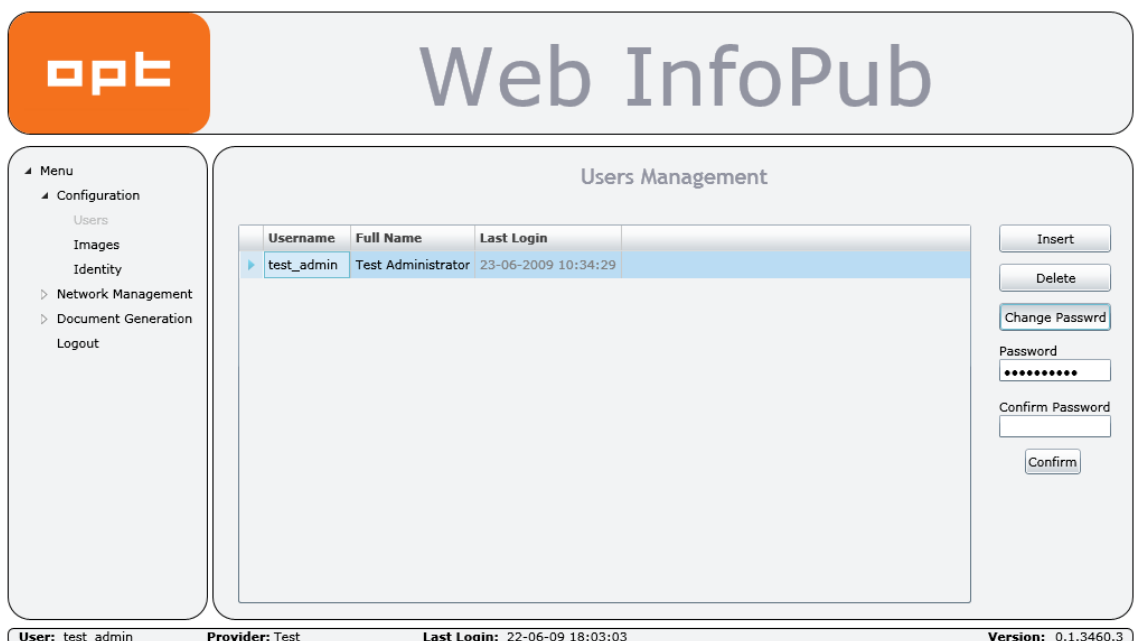 opt
Web InfoPub
Menu
Configuration
Users
Images
Identity
Network Management
Document Generation
Logout
Users Management
Username Full Name Last Login
test_admin Test Administrator 23-06-2009 10:34:29
Insert
Delete
Change Passwrd
Password
••••••••••
Confirm Password
Confirm
User: test_admin Provider: Test Last Login: 22-06-09 18:03:03 Version: 0.1.3460.3